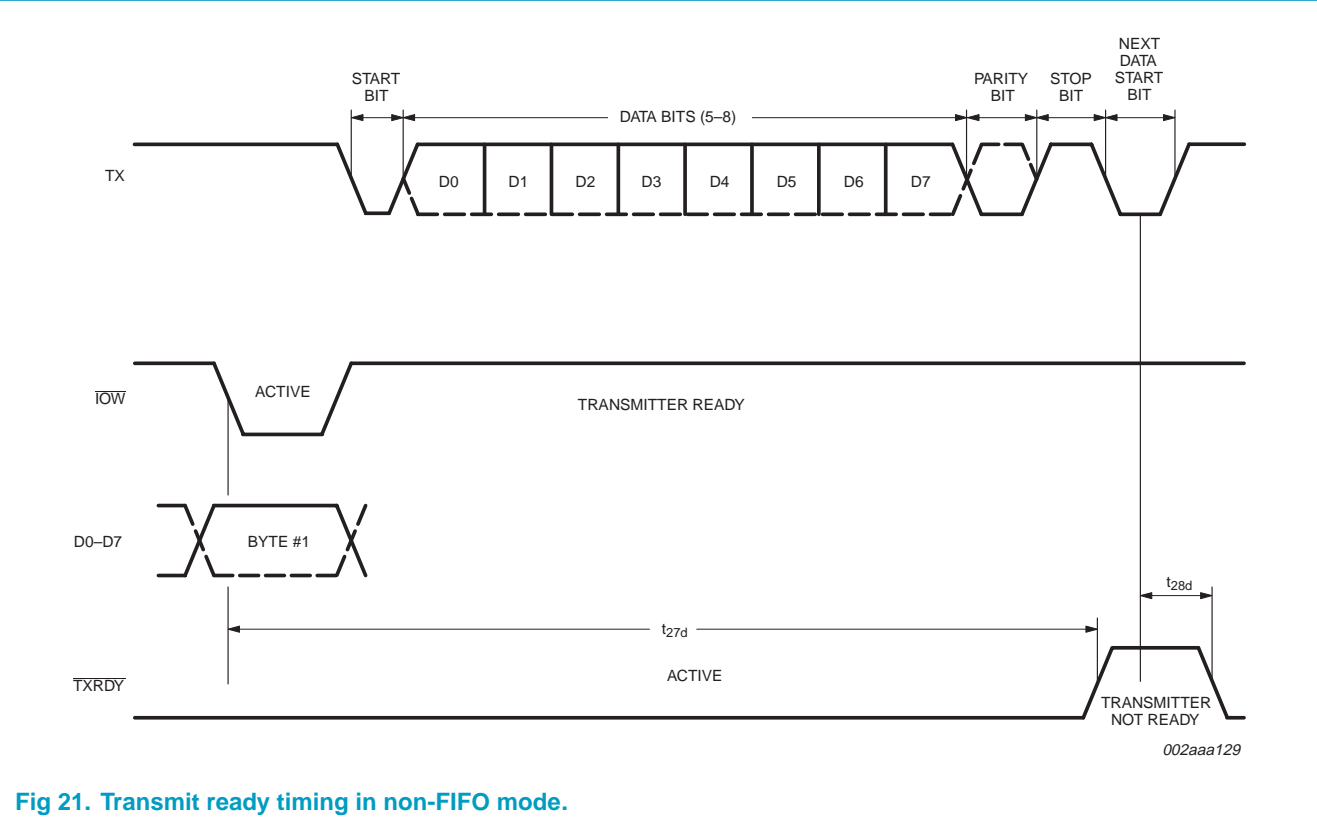 START
BIT
DATA BITS (5–8)
PARITY
BIT
STOP
BIT
NEXT
DATA
START
BIT
TX
D0
D1
D2
D3
D4
D5
D6
D7
IOW
ACTIVE
TRANSMITTER READY
D0–D7
BYTE #1
t28d
t27d
TXRDY
ACTIVE
TRANSMITTER
NOT READY
002aaa129
Fig 21. Transmit ready timing in non-FIFO mode.